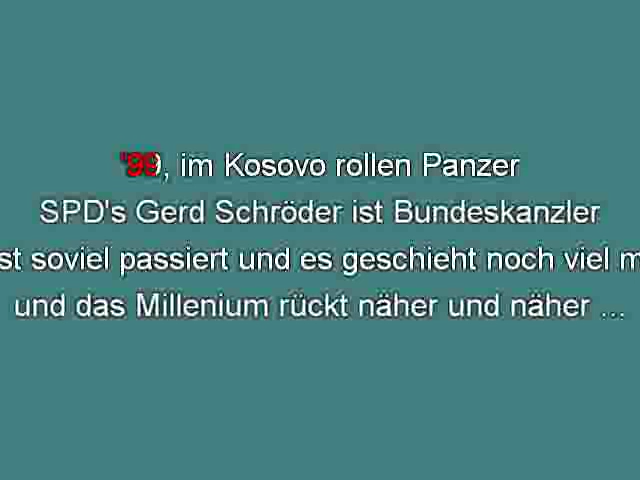 '99, im Kosovo rollen Panzer
SPD's Gerd Schröder ist Bundeskanzler
st soviel passiert und es geschieht noch viel m
und das Millenium rückt näher und näher ...